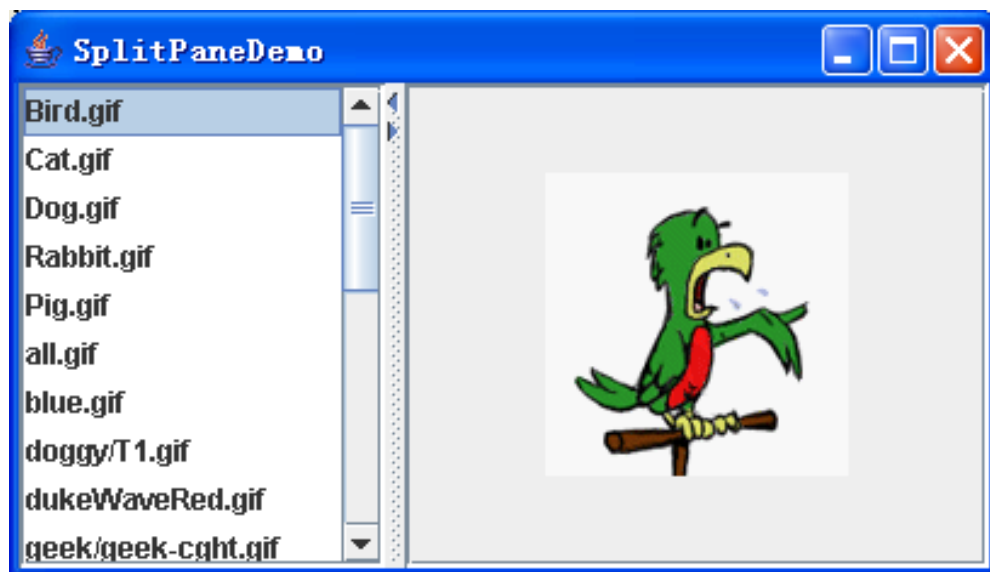 SplitPaneDemo
Bird.gif
Cat.gif
Dog.gif
Rabbit.gif
Pig.gif
all.gif
blue.gif
doggy/T1.gif
dukeWaveRed.gif
geek/geek-cght.gif